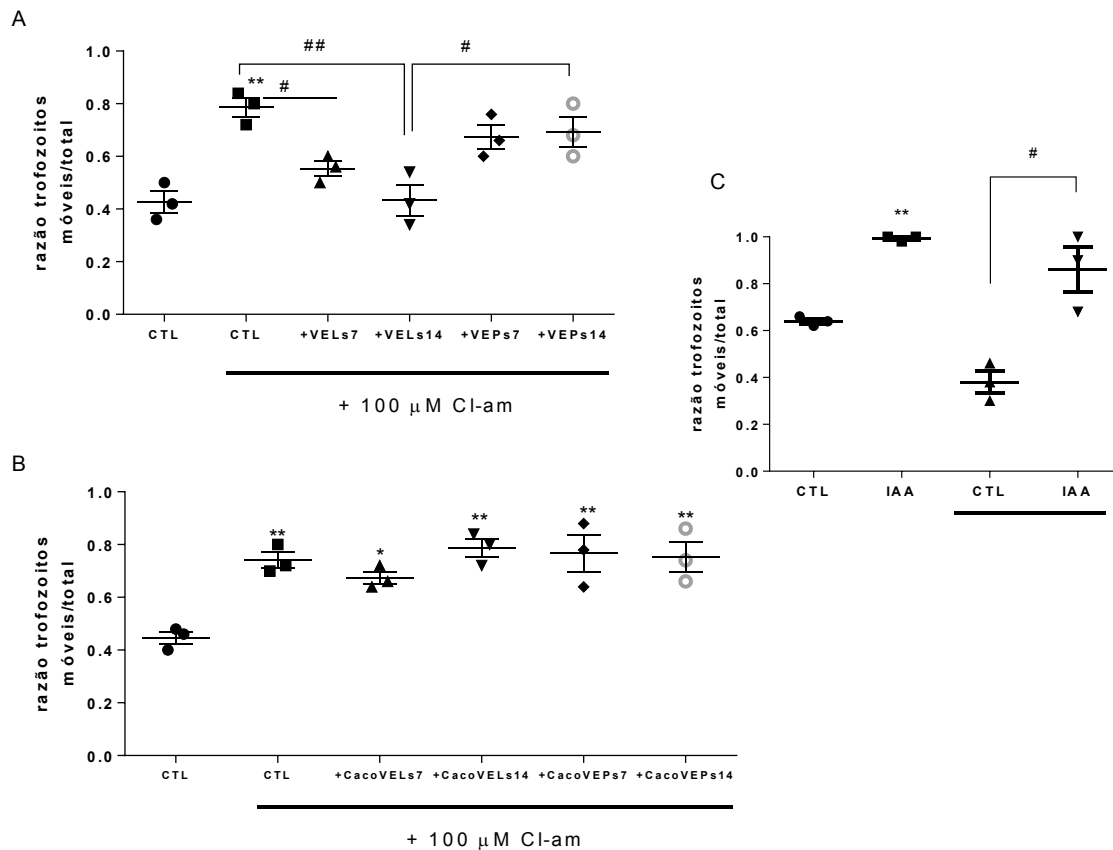 A
razão trofozoitos
móveis/total
1.0
0.8
0.6
0.4
0.2
0.0
**
#
##
#
CTL
CTL
+VELs7
+VELs14
+VEPs7
+VEPs14
+ 100 μM Cl-am
C
razão trofozoitos
móveis/total
1.0
0.8
0.6
0.4
0.2
0.0
**
#
CTL
IAA
CTL
IAA
B
razão trofozoitos
móveis/total
1.0
0.8
0.6
0.4
0.2
0.0
**
*
**
**
**
CTL
CTL
+CacoVELs7
+CacoVELs14
+CacoVEPs7
+CacoVEPs14
+ 100 μM Cl-am